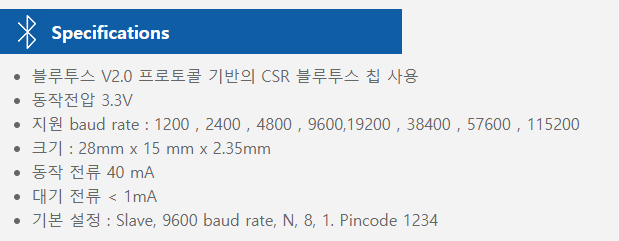 Specifications
블루투스 V2.0 프로토콜 기반의 CSR 블루투스 칩 사용
동작전압 3.3V
지원 baud rate : 1200 , 2400 , 4800 , 9600,19200 , 38400 , 57600 , 115200
크기 : 28mm x 15 mm x 2.35mm
동작 전류 40 mA
대기 전류 < 1mA
기본 설정 : Slave, 9600 baud rate, N, 8, 1. Pincode 1234